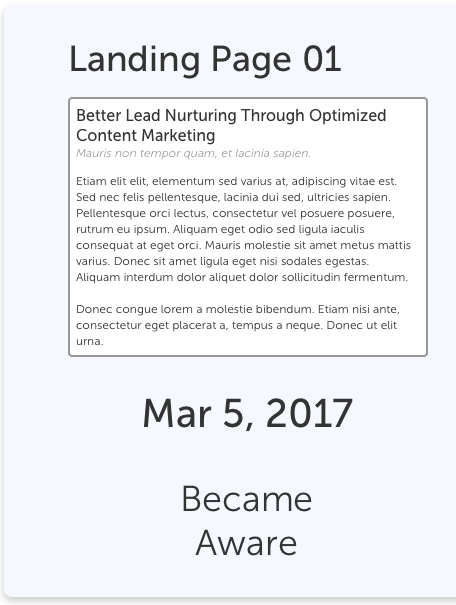 Landing Page 01
Better Lead Nurturing Through Optimized
Content Marketing
Mauris non tempor quam, et lacinia sapien.
Etiam elit elit, elementum sed varius at, adipiscing vitae est.
Sed nec felis pellentesque, lacinia dui sed, ultricies sapien.
Pellentesque orci lectus, consectetur vel posuere posuere,
rutrum eu ipsum. Aliquam eget odio sed ligula iaculis
consequat at eget orci. Mauris molestie sit amet metus mattis
varius. Donec sit amet ligula eget nisi sodales egestas.
Aliquam interdum dolor aliquet dolor sollicitudin fermentum.
Donec congue lorem a molestie bibendum. Etiam nisi ante,
consectetur eget placerat a, tempus a neque. Donec ut elit
urna.
Mar 5, 2017
Became
Aware